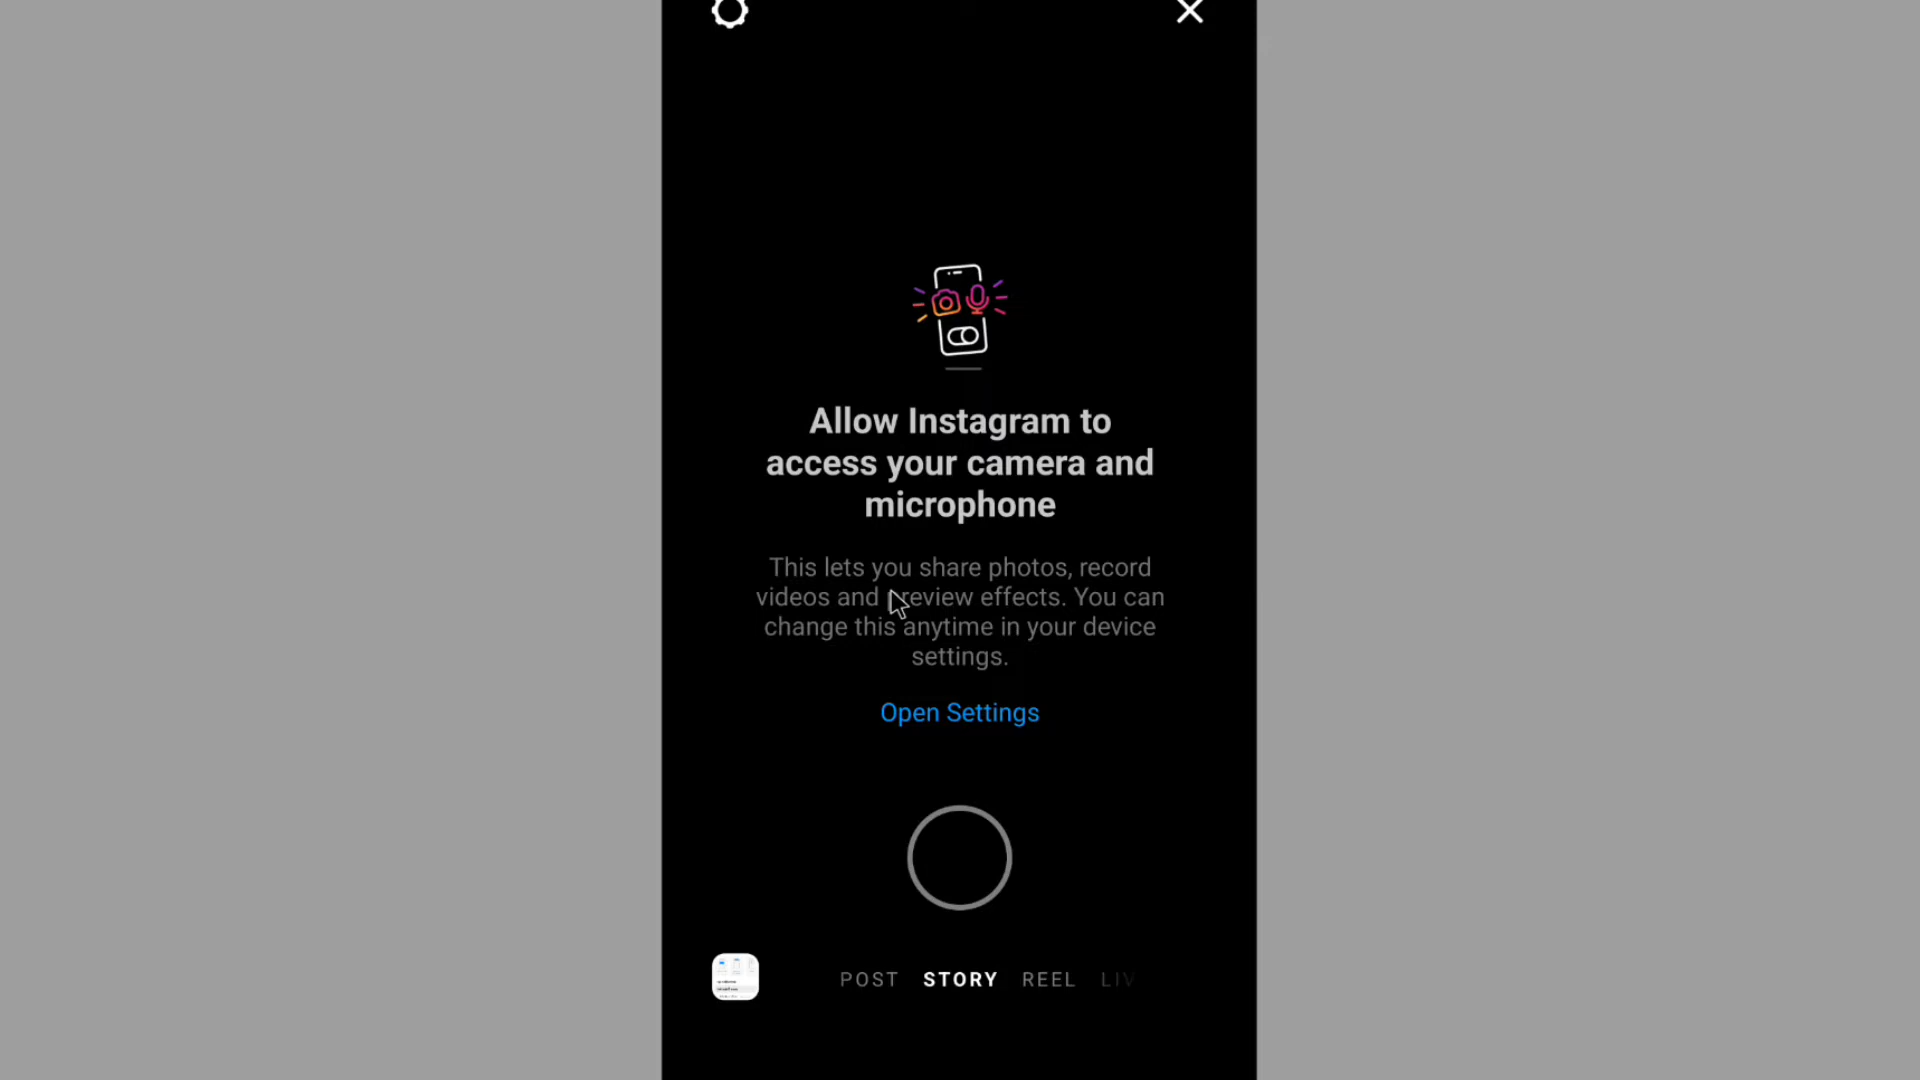 Allow Instagram to
access your camera and
microphone
This lets you share photos, record
videos and preview effects. You can
change this anytime in your device
settings.
Open Settings
POST STORY REEL LIV